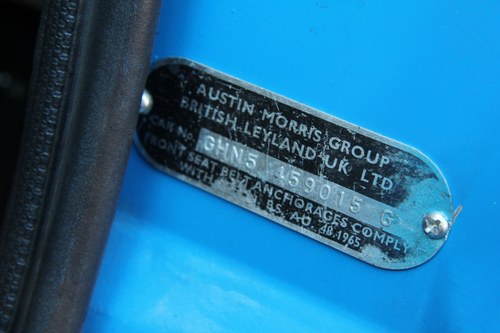 AUSTIN MORRIS GROUP
BRITISH LEYLAND UK LTD
CAR No. GHN5 459015 G
FRONT SEAT BELT ANCHORAGES COMPLY
WITH BS. AU. 48.1965.